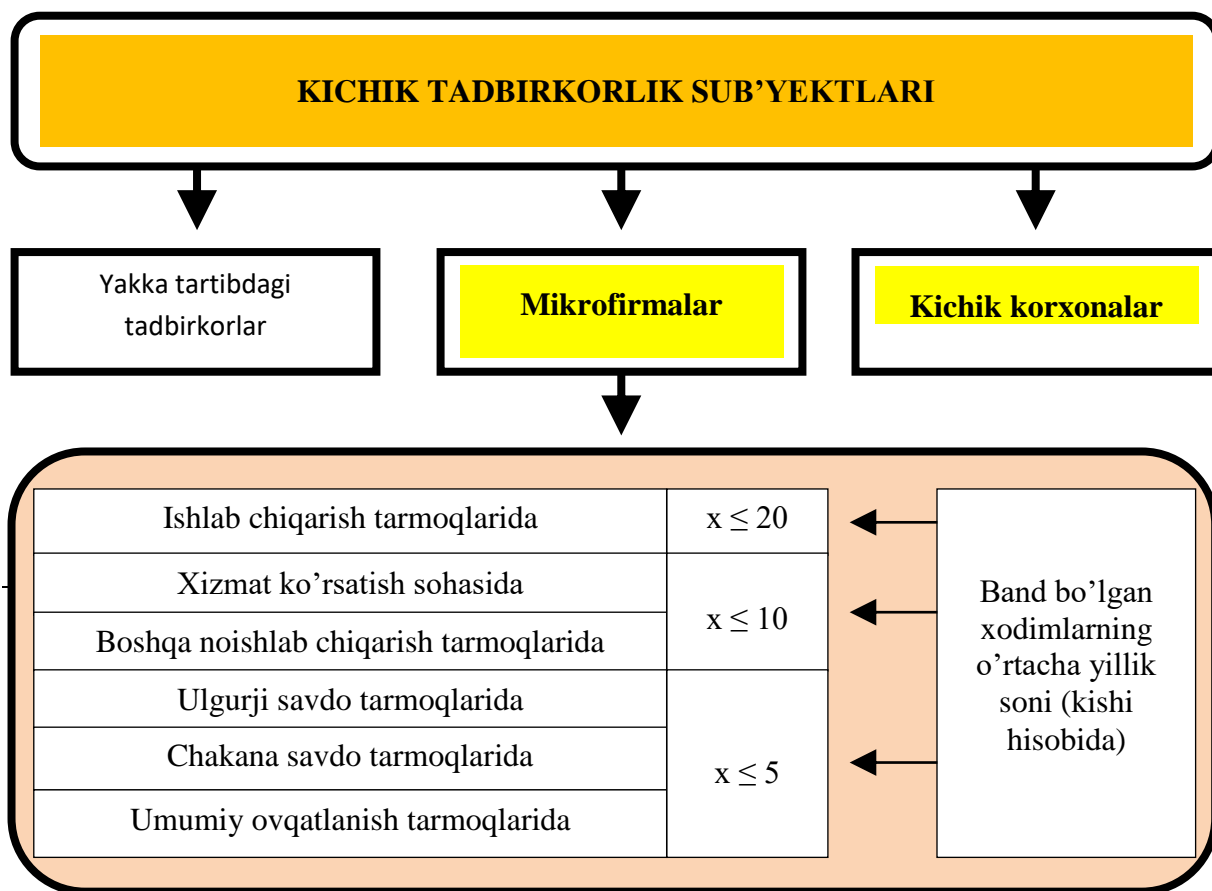 KICHIK TADBIRKORLIK SUB’YEKTLARI
Yakka tartibdagi
tadbirkorlar
Mikrofirmalar
Kichik korxonalar
Ishlab chiqarish tarmoqlarida
x ≤ 20
Xizmat ko’rsatish sohasida
Boshqa noishlab chiqarish tarmoqlarida
x ≤ 10
Ulgurji savdo tarmoqlarida
Chakana savdo tarmoqlarida
Umumiy ovqatlanish tarmoqlarida
x ≤ 5
Band bo’lgan
xodimlarning
o’rtacha yillik
soni (kishi
hisobida)